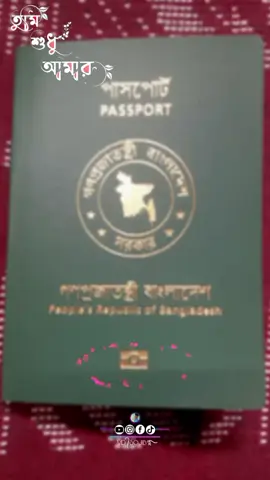 তুমি
শুধু
আমার
পাসপোর্ট
PASSPORT
গণপ্রজাতন্ত্রী বাংলাদেশ
সরকার
গণপ্রজাতন্ত্রী বাংলাদেশ
People's Republic of Bangladesh